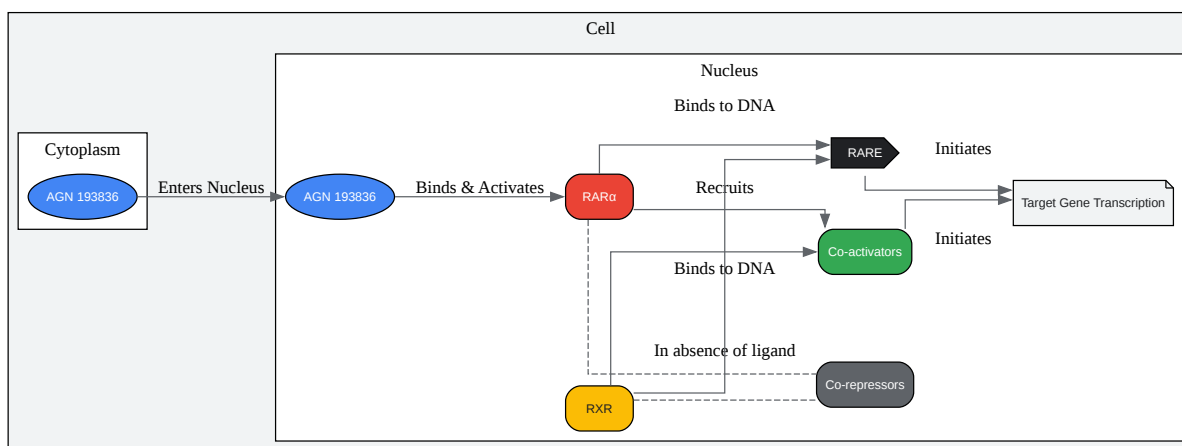 Cell
Nucleus
Binds to DNA
Cytoplasm
RARE
Initiates
AGN 193836
Enters Nucleus
AGN 193836
Binds & Activates
RARα
Recruits
Target Gene Transcription
Co-activators
Initiates
Binds to DNA
In absence of ligand
Co-repressors
RXR